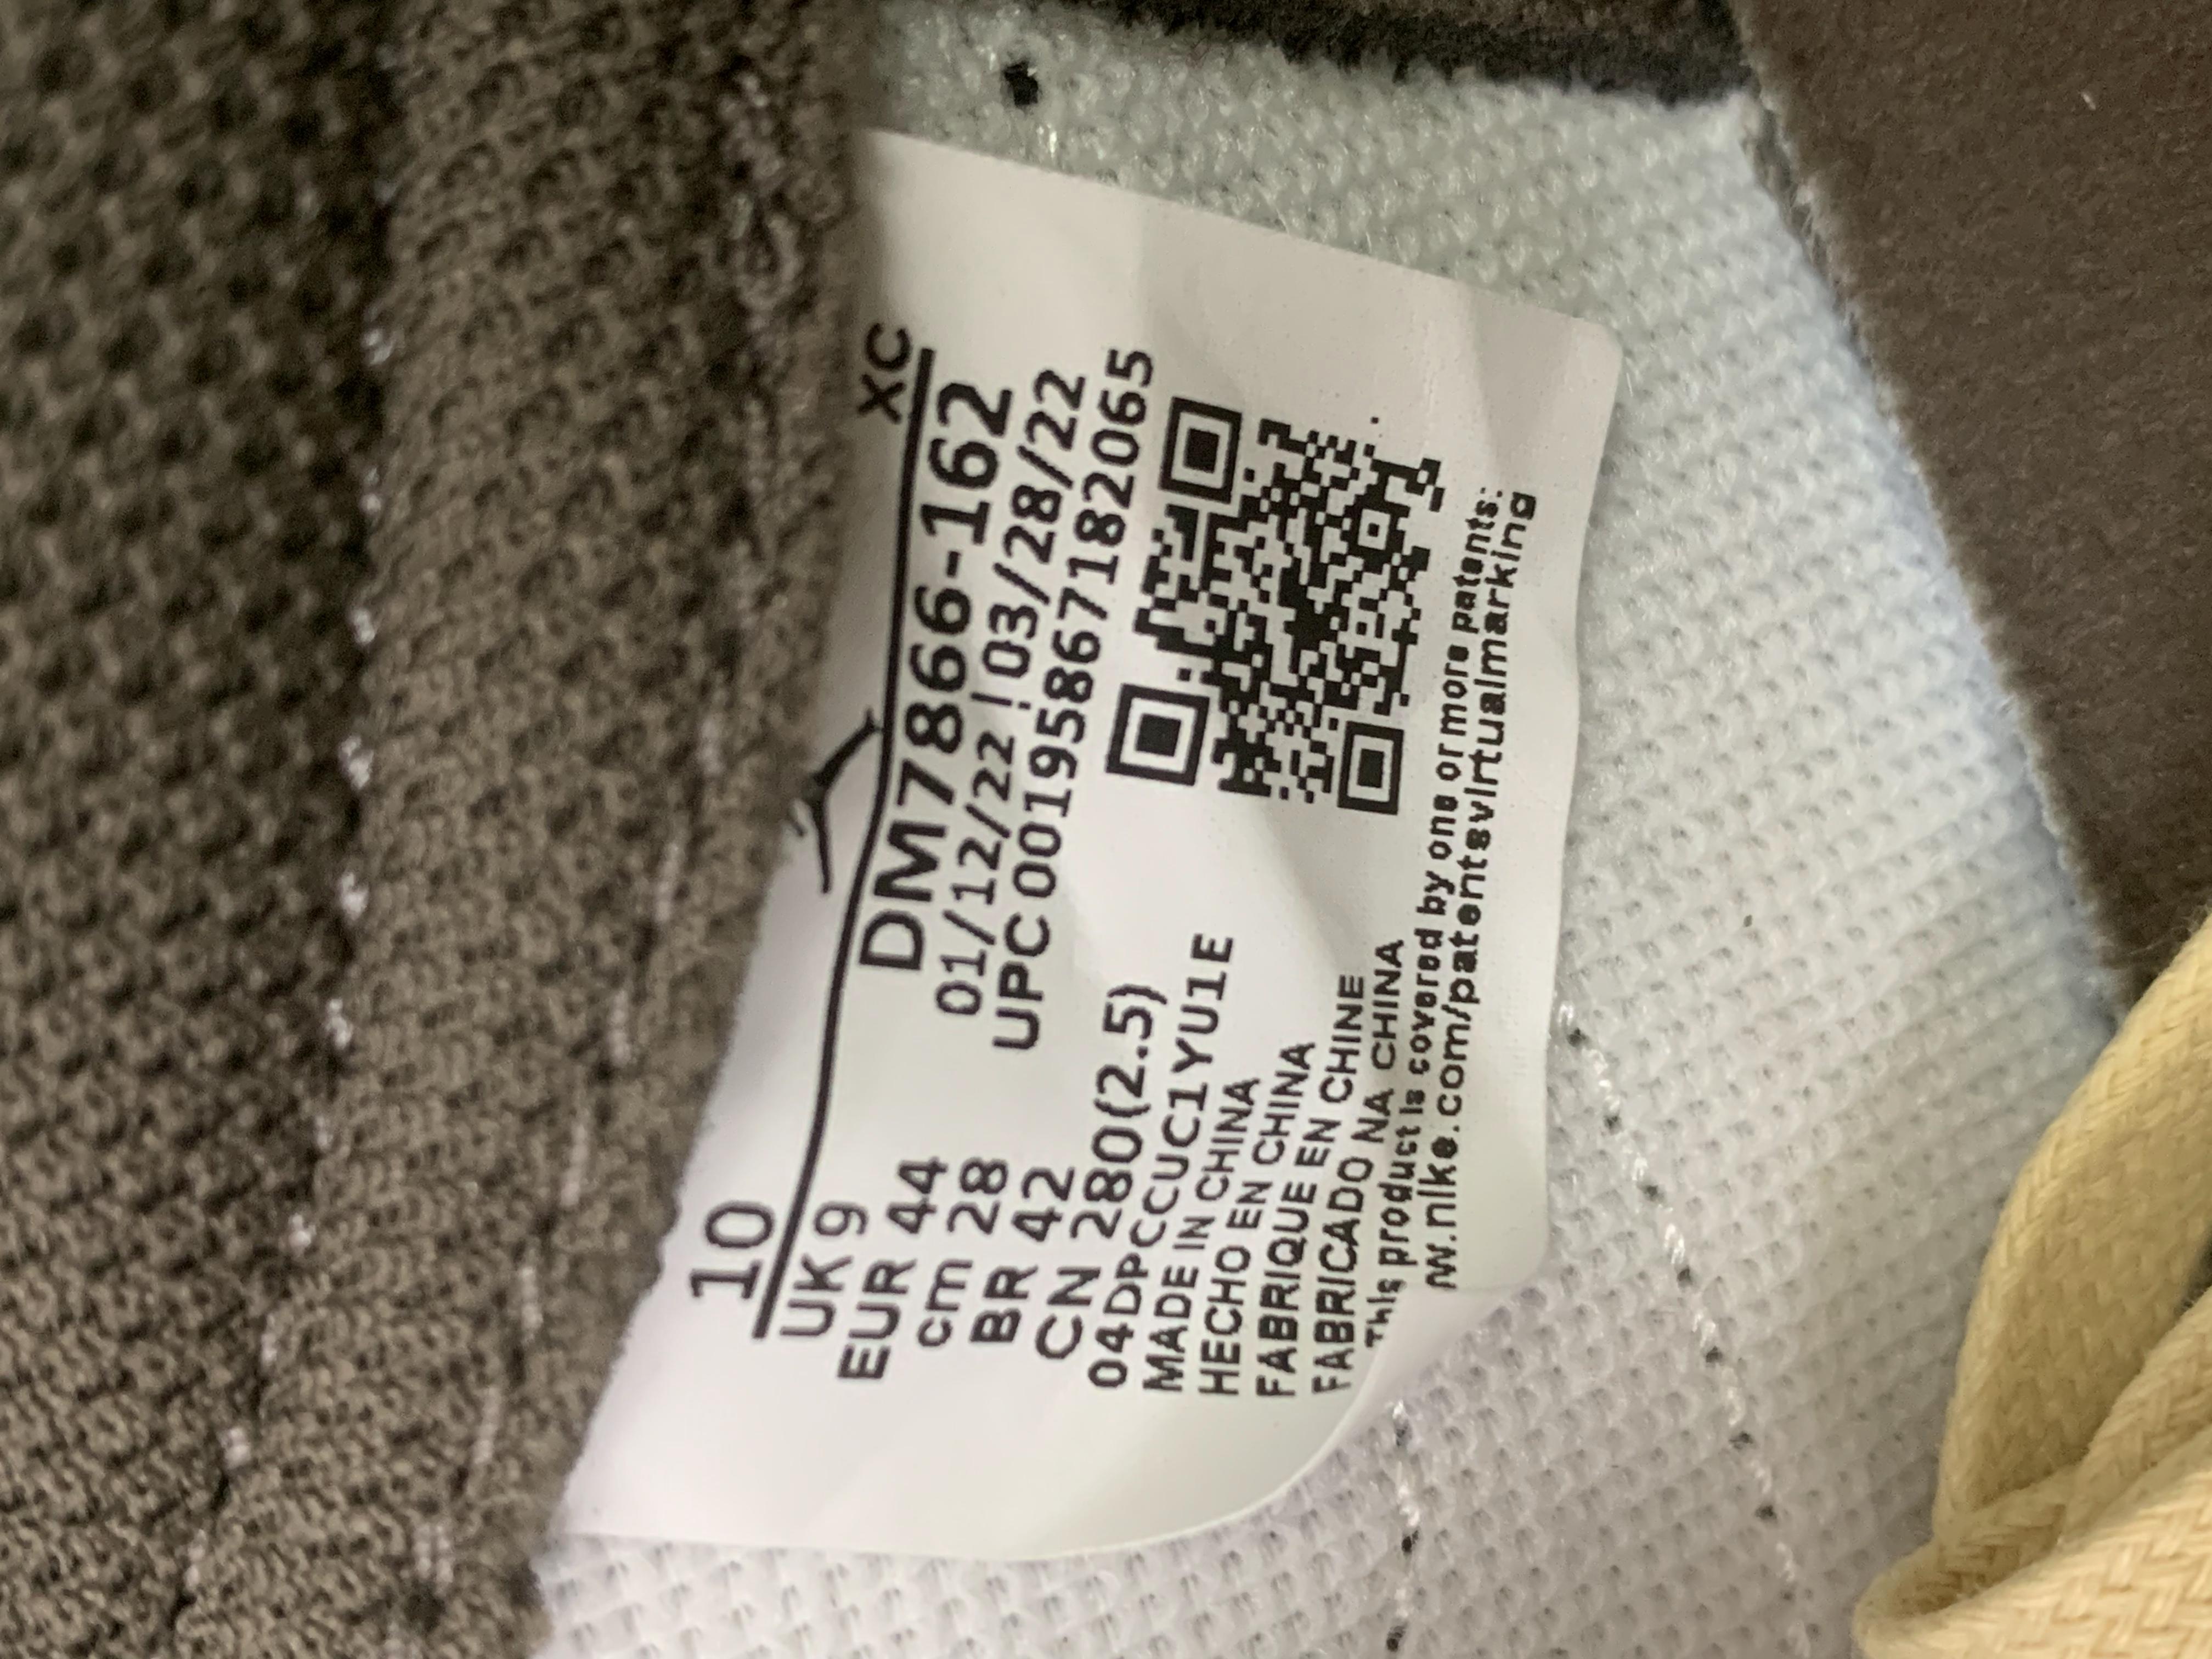 10
XC
UK 9
EUR 44
cm 28
BR 42
CN 280(2.5)
DM7866-162
01/12/22 | 03/28/22
UPC 00195867182065
04DPCCUC1YU1E
MADE IN CHINA
HECHO EN CHINA
FABRIQUE EN CHINE
FABRICADO NA CHINA
This product is covered by one or more patents:
w.nike.com/patentsvirtualmarking